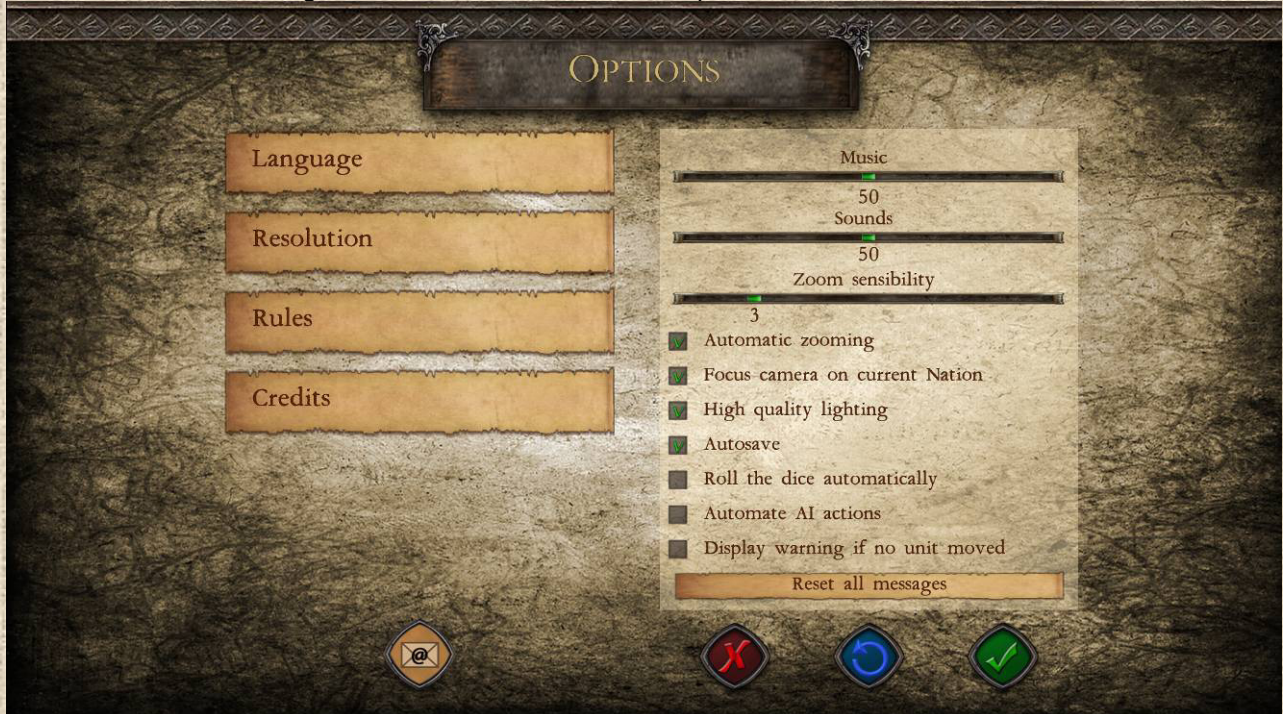 Options
Language
Resolution
Rules
Credits
Music
50
Sounds
50
Zoom sensibility
3
Automatic zooming
Focus camera on current Nation
High quality lighting
Autosave
Roll the dice automatically
Automate AI actions
Display warning if no unit moved
Reset all messages
@